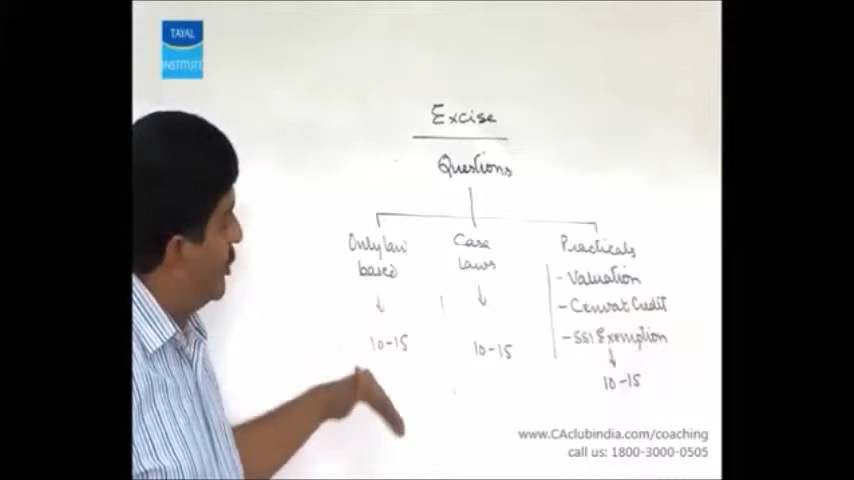 TAYAL
INSTITUTE
Excise
Questions
Only law
based
↓
10-15
Case
Laws
↓
10-15
Practicals
- Valuation
- Cenvat Credit
- SSI Exemption
↓
10-15
www.CAclubindia.com/coaching
call us: 1800-3000-0505